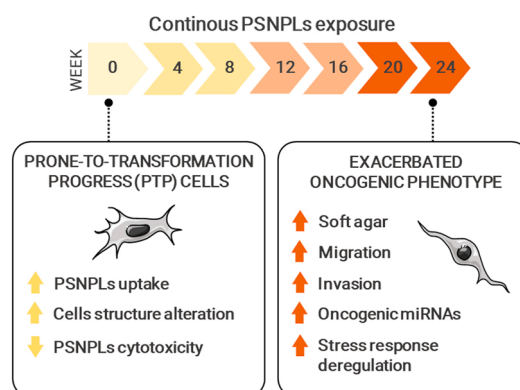 Continous PSNPLs exposure
WEEK
0 4 8 12 16 20 24
PRONE-TO-TRANSFORMATION
PROGRESS (PTP) CELLS
PSNPLs uptake
Cells structure alteration
PSNPLs cytotoxicity
EXACERBATED
ONCOGENIC PHENOTYPE
Soft agar
Migration
Invasion
Oncogenic miRNAs
Stress response
deregulation